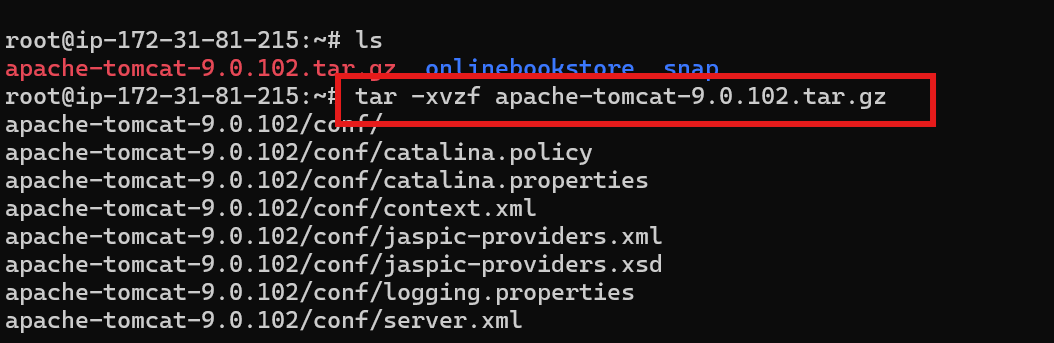 root@ip-172-31-81-215:~# ls
apache-tomcat-9.0.102.tar.gz  onlinebookstore  snap
root@ip-172-31-81-215:~# tar -xvzf apache-tomcat-9.0.102.tar.gz
apache-tomcat-9.0.102/conf/
apache-tomcat-9.0.102/conf/catalina.policy
apache-tomcat-9.0.102/conf/catalina.properties
apache-tomcat-9.0.102/conf/context.xml
apache-tomcat-9.0.102/conf/jaspic-providers.xml
apache-tomcat-9.0.102/conf/jaspic-providers.xsd
apache-tomcat-9.0.102/conf/logging.properties
apache-tomcat-9.0.102/conf/server.xml